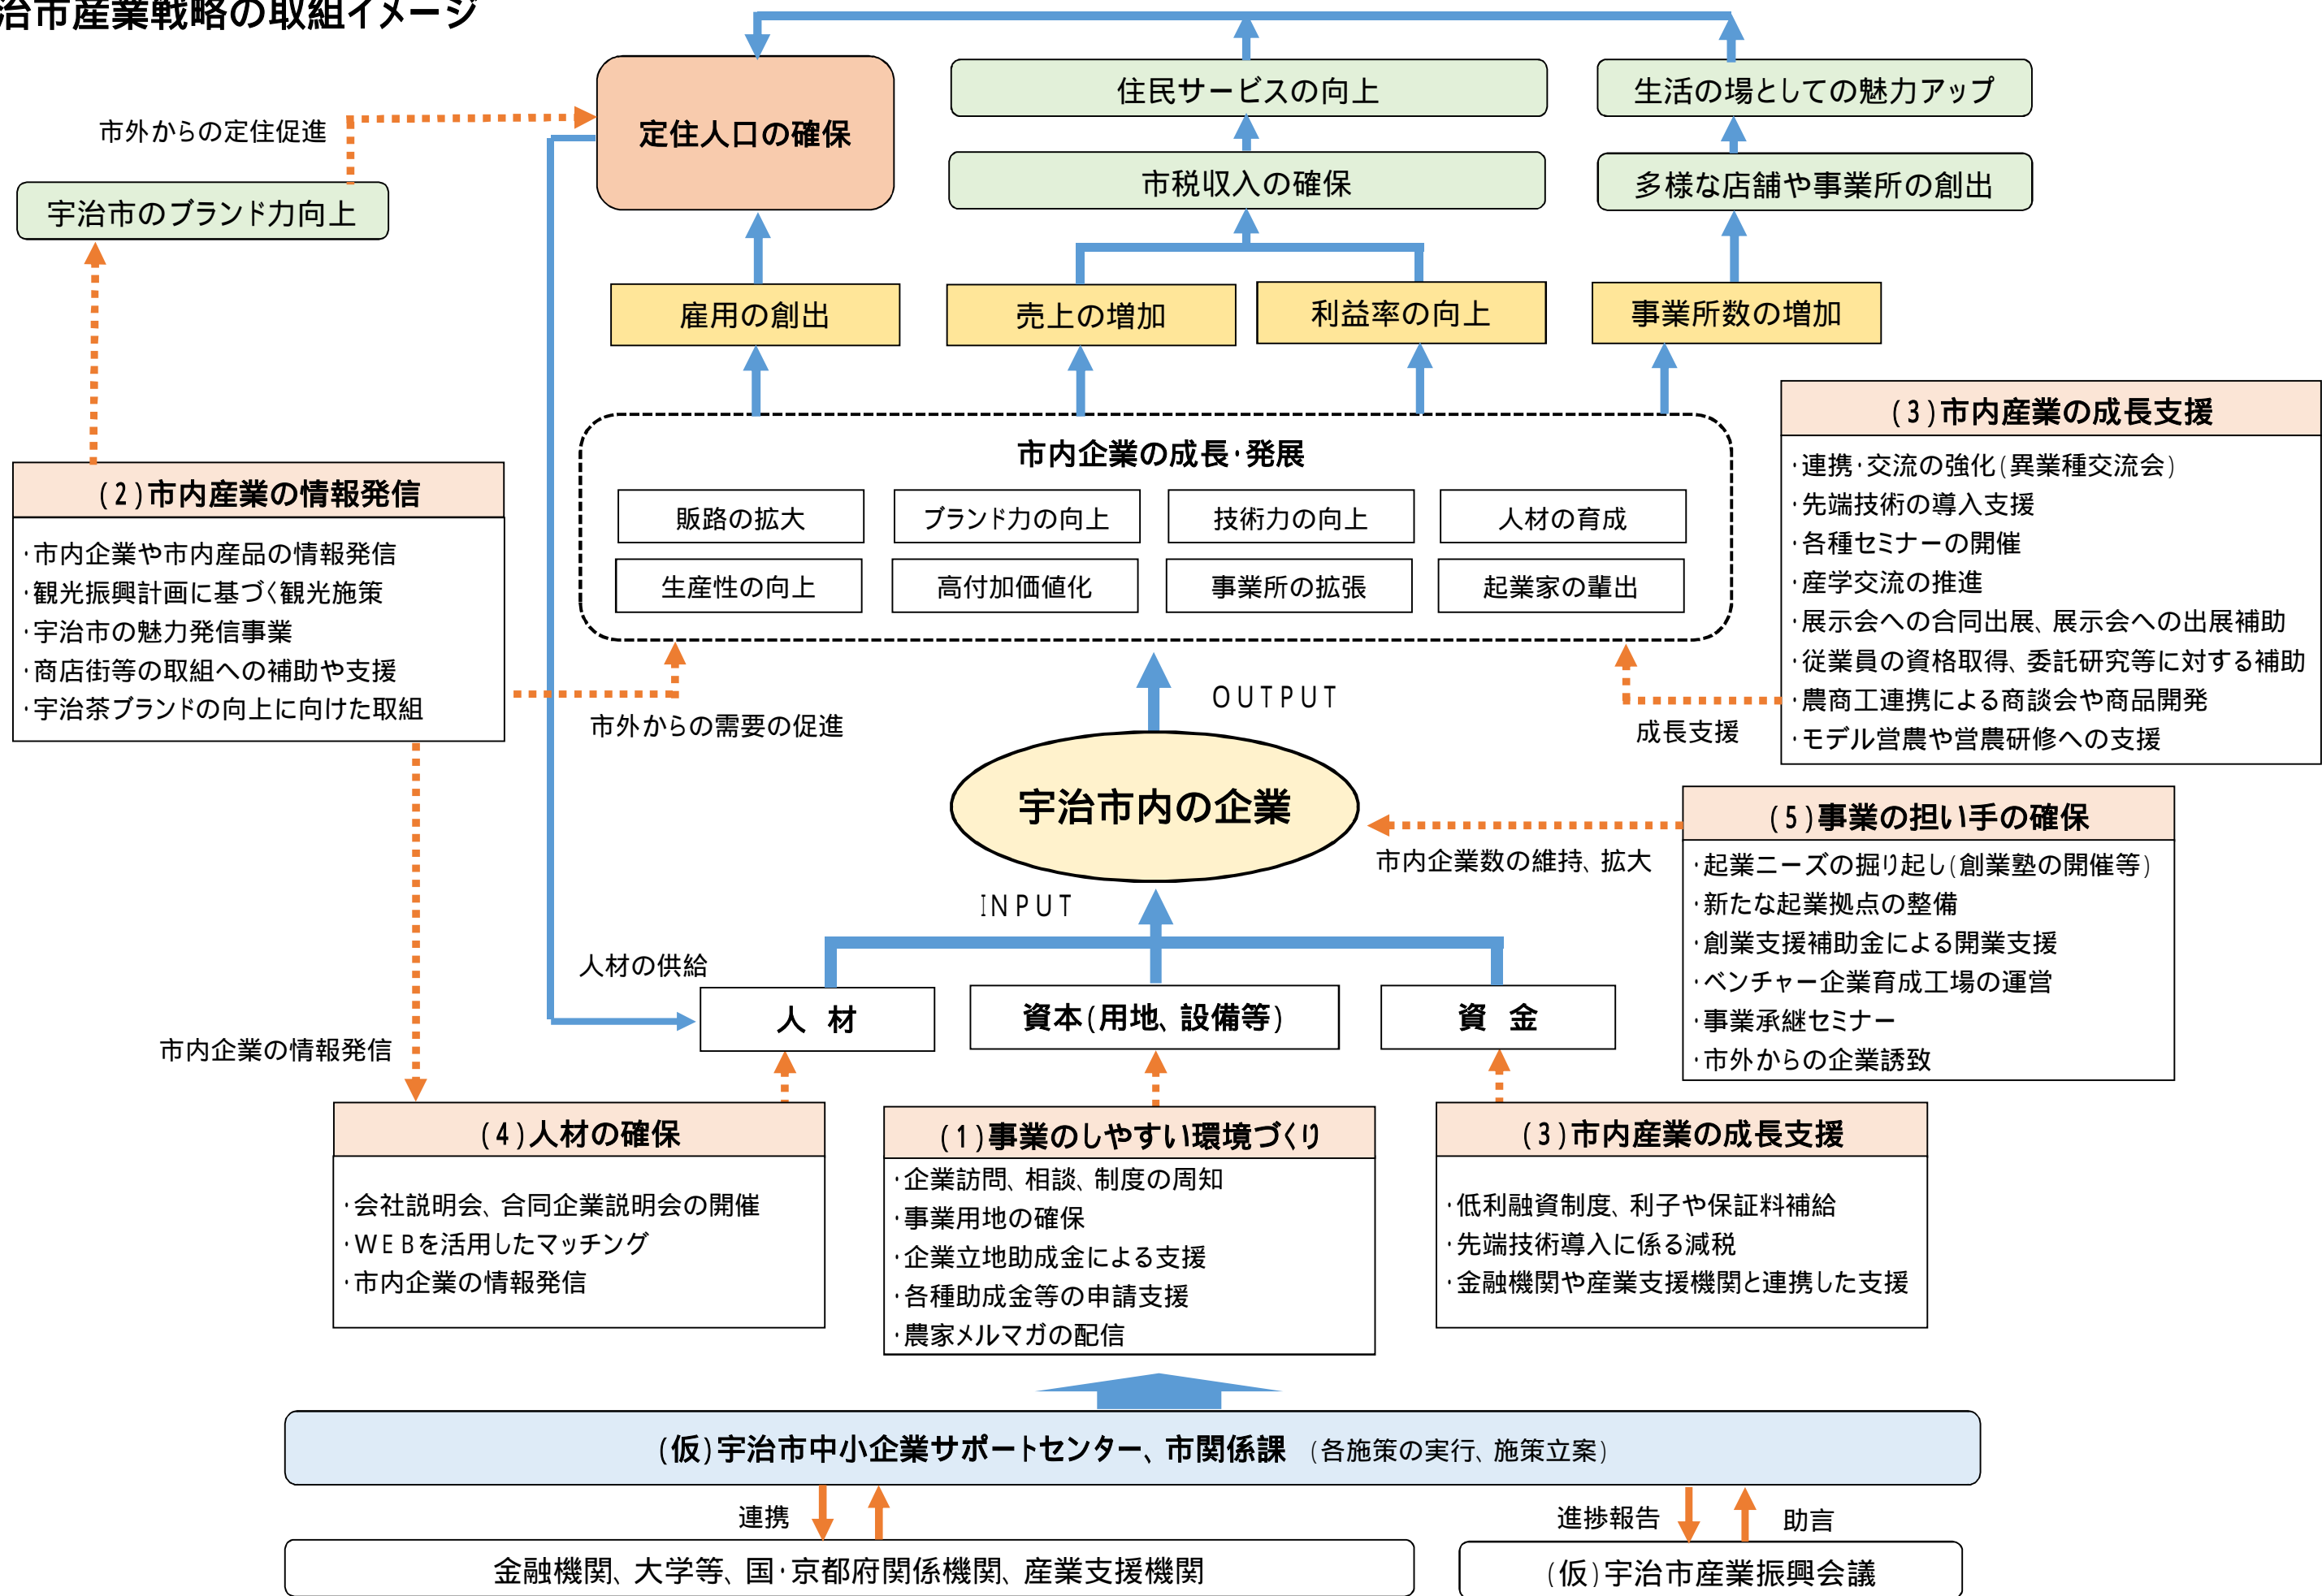 治市産業戦略の取組イメージ
市外からの定住促進
宇治市のブランド力向上
定住人口の確保
住民サービスの向上
生活の場としての魅力アップ
市税収入の確保
多様な店舗や事業所の創出
雇用の創出
売上の増加
利益率の向上
事業所数の増加
(2)市内産業の情報発信
・市内企業や市内産品の情報発信
・観光振興計画に基づく観光施策
・宇治市の魅力発信事業
・商店街等の取組への補助や支援
・宇治茶ブランドの向上に向けた取組
市内企業の成長・発展
販路の拡大
ブランド力の向上
技術力の向上
人材の育成
生産性の向上
高付加価値化
事業所の拡張
起業家の輩出
(3)市内産業の成長支援
・連携・交流の強化(異業種交流会)
・先端技術の導入支援
・各種セミナーの開催
・産学交流の推進
・展示会への合同出展、展示会への出展補助
・従業員の資格取得、委託研究等に対する補助
・農商工連携による商談会や商品開発
・モデル営農や営農研修への支援
市外からの需要の促進
OUTPUT
成長支援
宇治市内の企業
市内企業数の維持、拡大
(5)事業の担い手の確保
・起業ニーズの掘り起し(創業塾の開催等)
・新たな起業拠点の整備
・創業支援補助金による開業支援
・ベンチャー企業育成工場の運営
・事業承継セミナー
・市外からの企業誘致
INPUT
人材の供給
人 材
資本(用地、設備等)
資 金
市内企業の情報発信
(4)人材の確保
・会社説明会、合同企業説明会の開催
・WEBを活用したマッチング
・市内企業の情報発信
(1)事業のしやすい環境づくり
・企業訪問、相談、制度の周知
・事業用地の確保
・企業立地助成金による支援
・各種助成金等の申請支援
・農家メルマガの配信
(3)市内産業の成長支援
・低利融資制度、利子や保証料補給
・先端技術導入に係る減税
・金融機関や産業支援機関と連携した支援
(仮)宇治市中小企業サポートセンター、市関係課 (各施策の実行、施策立案)
連携
進捗報告
助言
金融機関、大学等、国・京都府関係機関、産業支援機関
(仮)宇治市産業振興会議